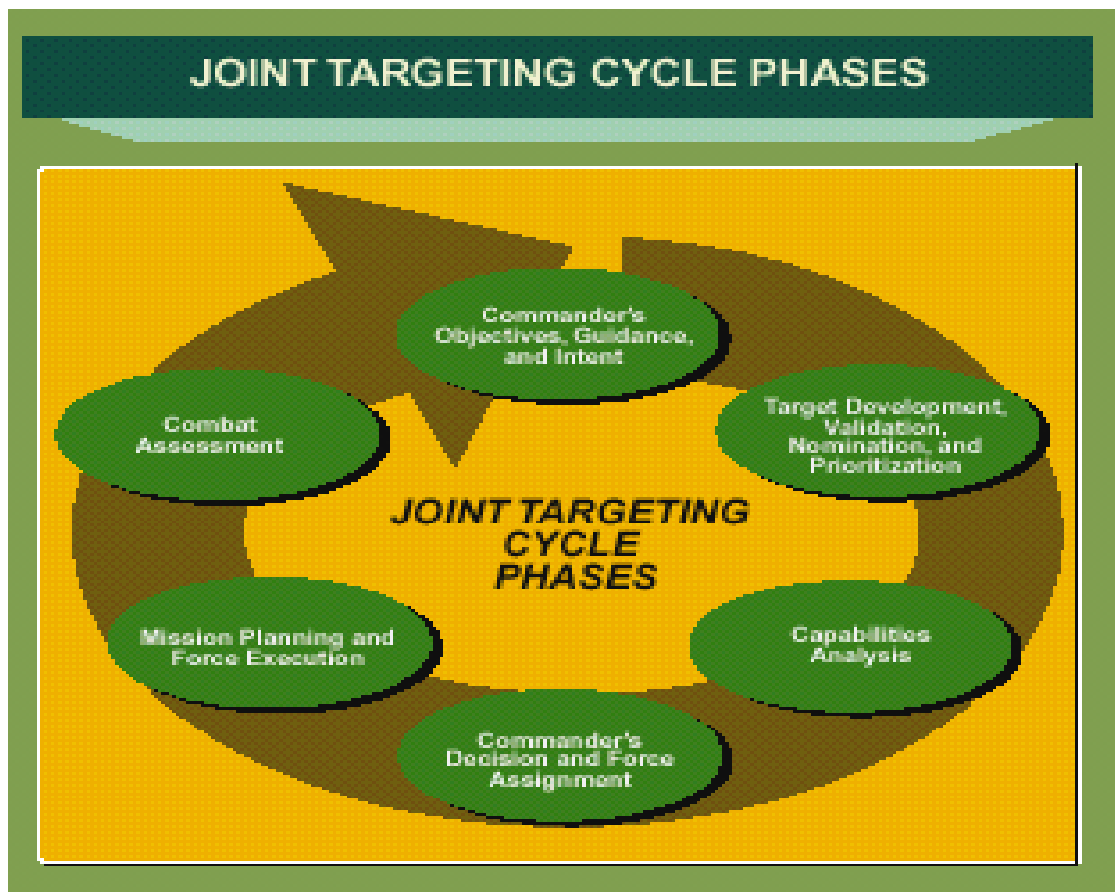 JOINT TARGETING CYCLE PHASES
Commander's
Objectives, Guidance,
and Intent
Target Development,
Validation,
Nomination, and
Prioritization
Capabilities
Analysis
Commander's
Decision and Force
Assignment
Mission Planning and
Force Execution
Combat
Assessment
JOINT TARGETING
CYCLE
PHASES